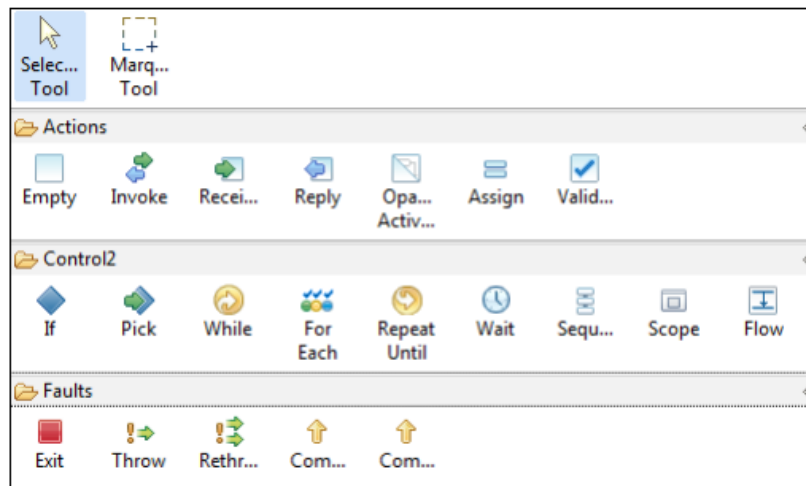 Selec... Marq...
Tool Tool
Actions
Empty Invoke Recei... Reply Opa... Assign Valid...
Activ...
Control2
If Pick While For Repeat Wait Sequ... Scope Flow
Each Until
Faults
Exit Throw Rethr... Com... Com...